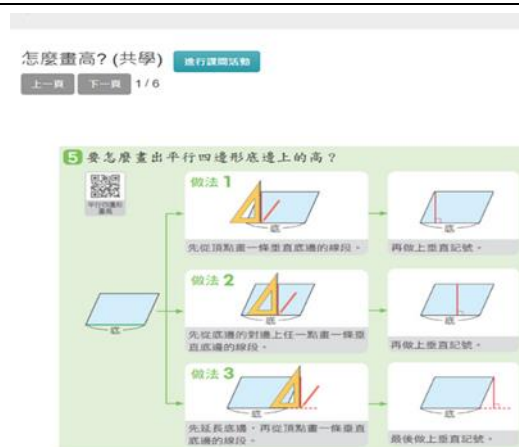 怎麼畫高? (共學) 進行課間活動
上一頁 下一頁 1 / 6
5 要怎麼畫出平行四邊形底邊上的高？
平行四邊形
畫高
做法 1
底
底
先從頂點畫一條垂直底邊的線段。
再做上垂直記號。
底
做法 2
底
底
先從底邊的對邊上任一點畫一條垂
直底邊的線段。
再做上垂直記號。
做法 3
底
底
先延長底邊，再從頂點畫一條垂直
底邊的線段。
最後做上垂直記號。